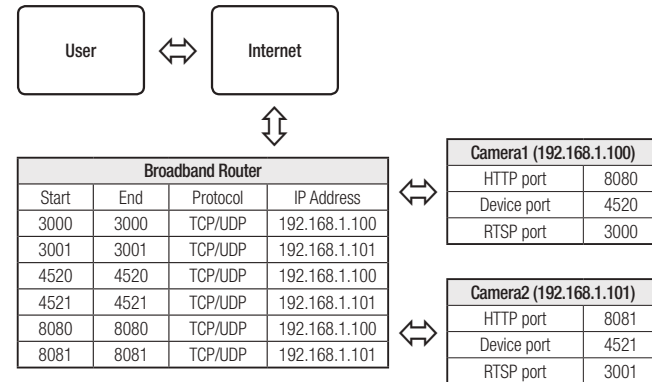 User
Internet
Broadband Router
Start End Protocol IP Address
3000 3000 TCP/UDP 192.168.1.100
3001 3001 TCP/UDP 192.168.1.101
4520 4520 TCP/UDP 192.168.1.100
4521 4521 TCP/UDP 192.168.1.101
8080 8080 TCP/UDP 192.168.1.100
8081 8081 TCP/UDP 192.168.1.101
Camera1 (192.168.1.100)
HTTP port 8080
Device port 4520
RTSP port 3000
Camera2 (192.168.1.101)
HTTP port 8081
Device port 4521
RTSP port 3001